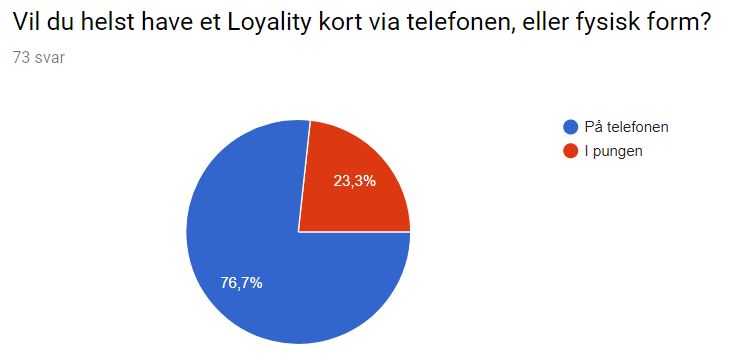 Vil du helst have et Loyality kort via telefonen, eller fysisk form?
73 svar
På telefonen
I pungen
23,3%
76,7%